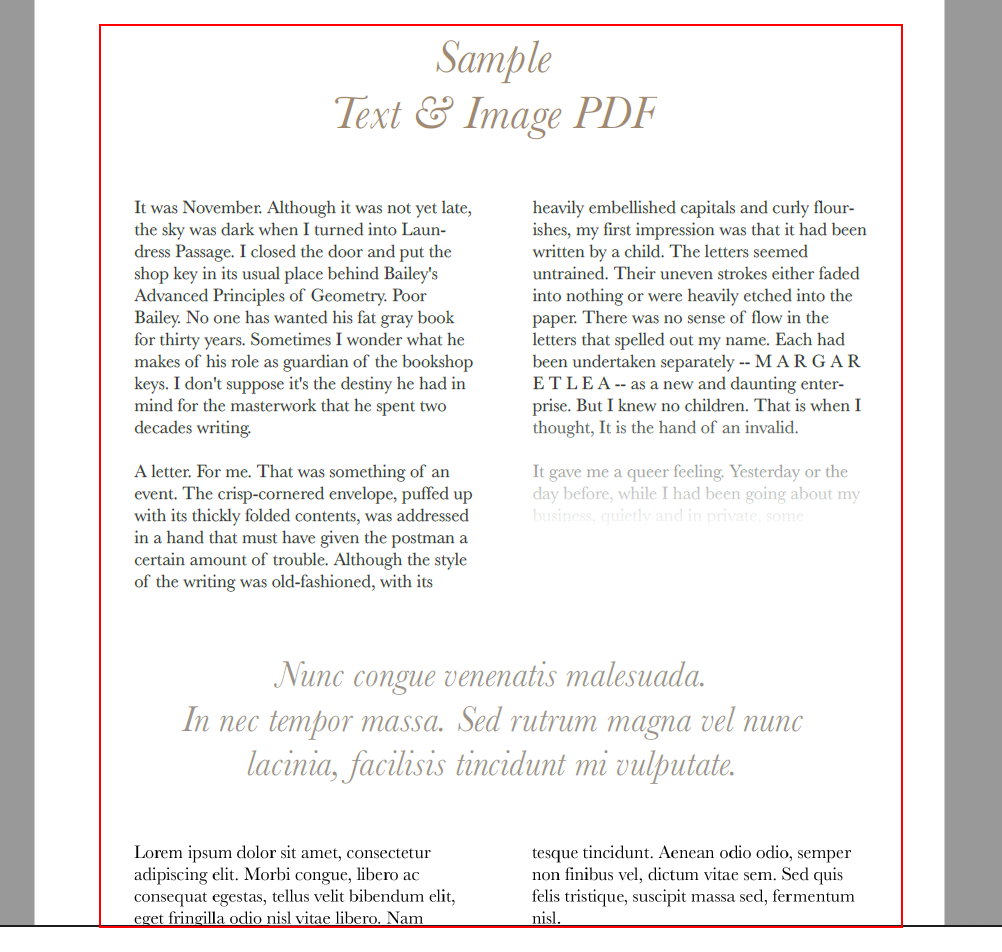 Sample
Text & Image PDF
It was November. Although it was not yet late,
the sky was dark when I turned into Laun-
dress Passage. I closed the door and put the
shop key in its usual place behind Bailey's
Advanced Principles of Geometry. Poor
Bailey. No one has wanted his fat gray book
for thirty years. Sometimes I wonder what he
makes of his role as guardian of the bookshop
keys. I don't suppose it's the destiny he had in
mind for the masterwork that he spent two
decades writing.
A letter. For me. That was something of an
event. The crisp-cornered envelope, puffed up
with its thickly folded contents, was addressed
in a hand that must have given the postman a
certain amount of trouble. Although the style
of the writing was old-fashioned, with its
heavily embellished capitals and curly flour-
ishes, my first impression was that it had been
written by a child. The letters seemed
untrained. Their uneven strokes either faded
into nothing or were heavily etched into the
paper. There was no sense of flow in the
letters that spelled out my name. Each had
been undertaken separately -- M A R G A R
E T L E A -- as a new and daunting enter-
prise. But I knew no children. That is when I
thought, It is the hand of an invalid.
It gave me a queer feeling. Yesterday or the
day before, while I had been going about my
business, quietly and in private, some
Nunc congue venenatis malesuada.
In nec tempor massa. Sed rutrum magna vel nunc
lacinia, facilisis tincidunt mi vulputate.
Lorem ipsum dolor sit amet, consectetur
adipiscing elit. Morbi congue, libero ac
consequat egestas, tellus velit bibendum elit,
eget fringilla odio nisl vitae libero. Nam
tesque tincidunt. Aenean odio odio, semper
non finibus vel, dictum vitae sem. Sed quis
felis tristique, suscipit massa sed, fermentum
nisl.